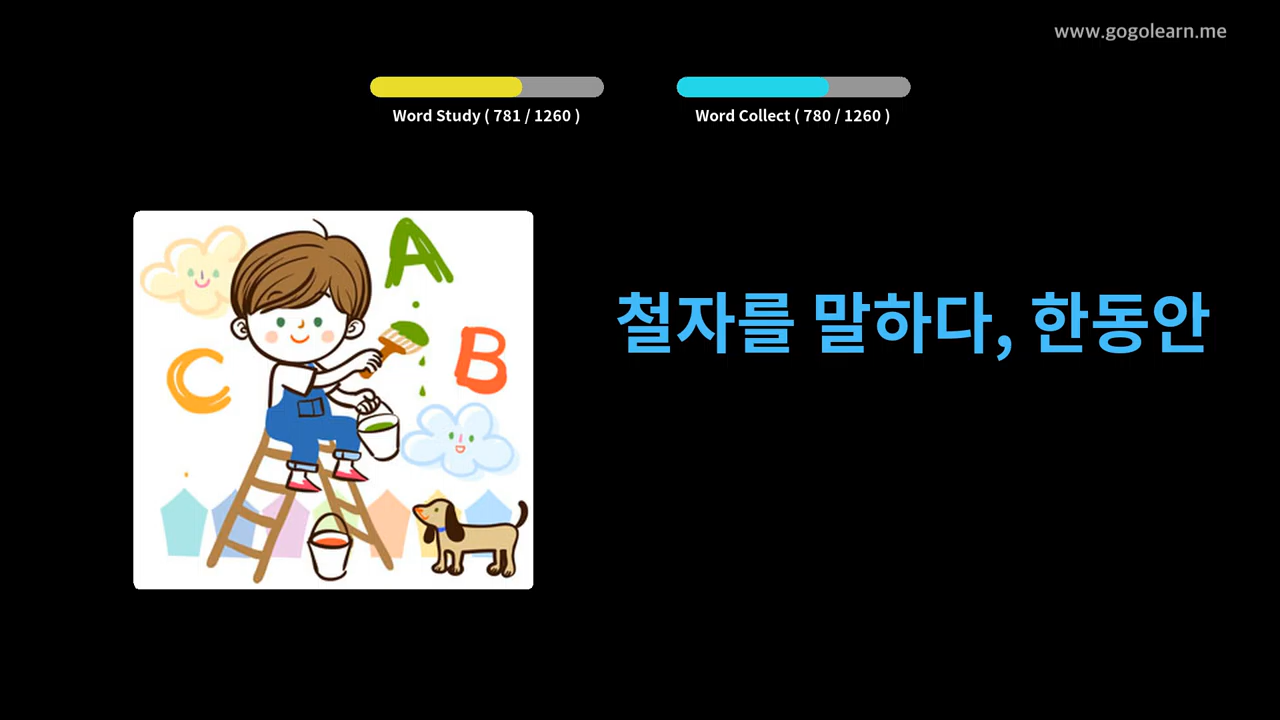 www.gogolearn.me
Word Study ( 781 / 1260 )
Word Collect ( 780 / 1260 )
A
B
C
철자를 말하다, 한동안